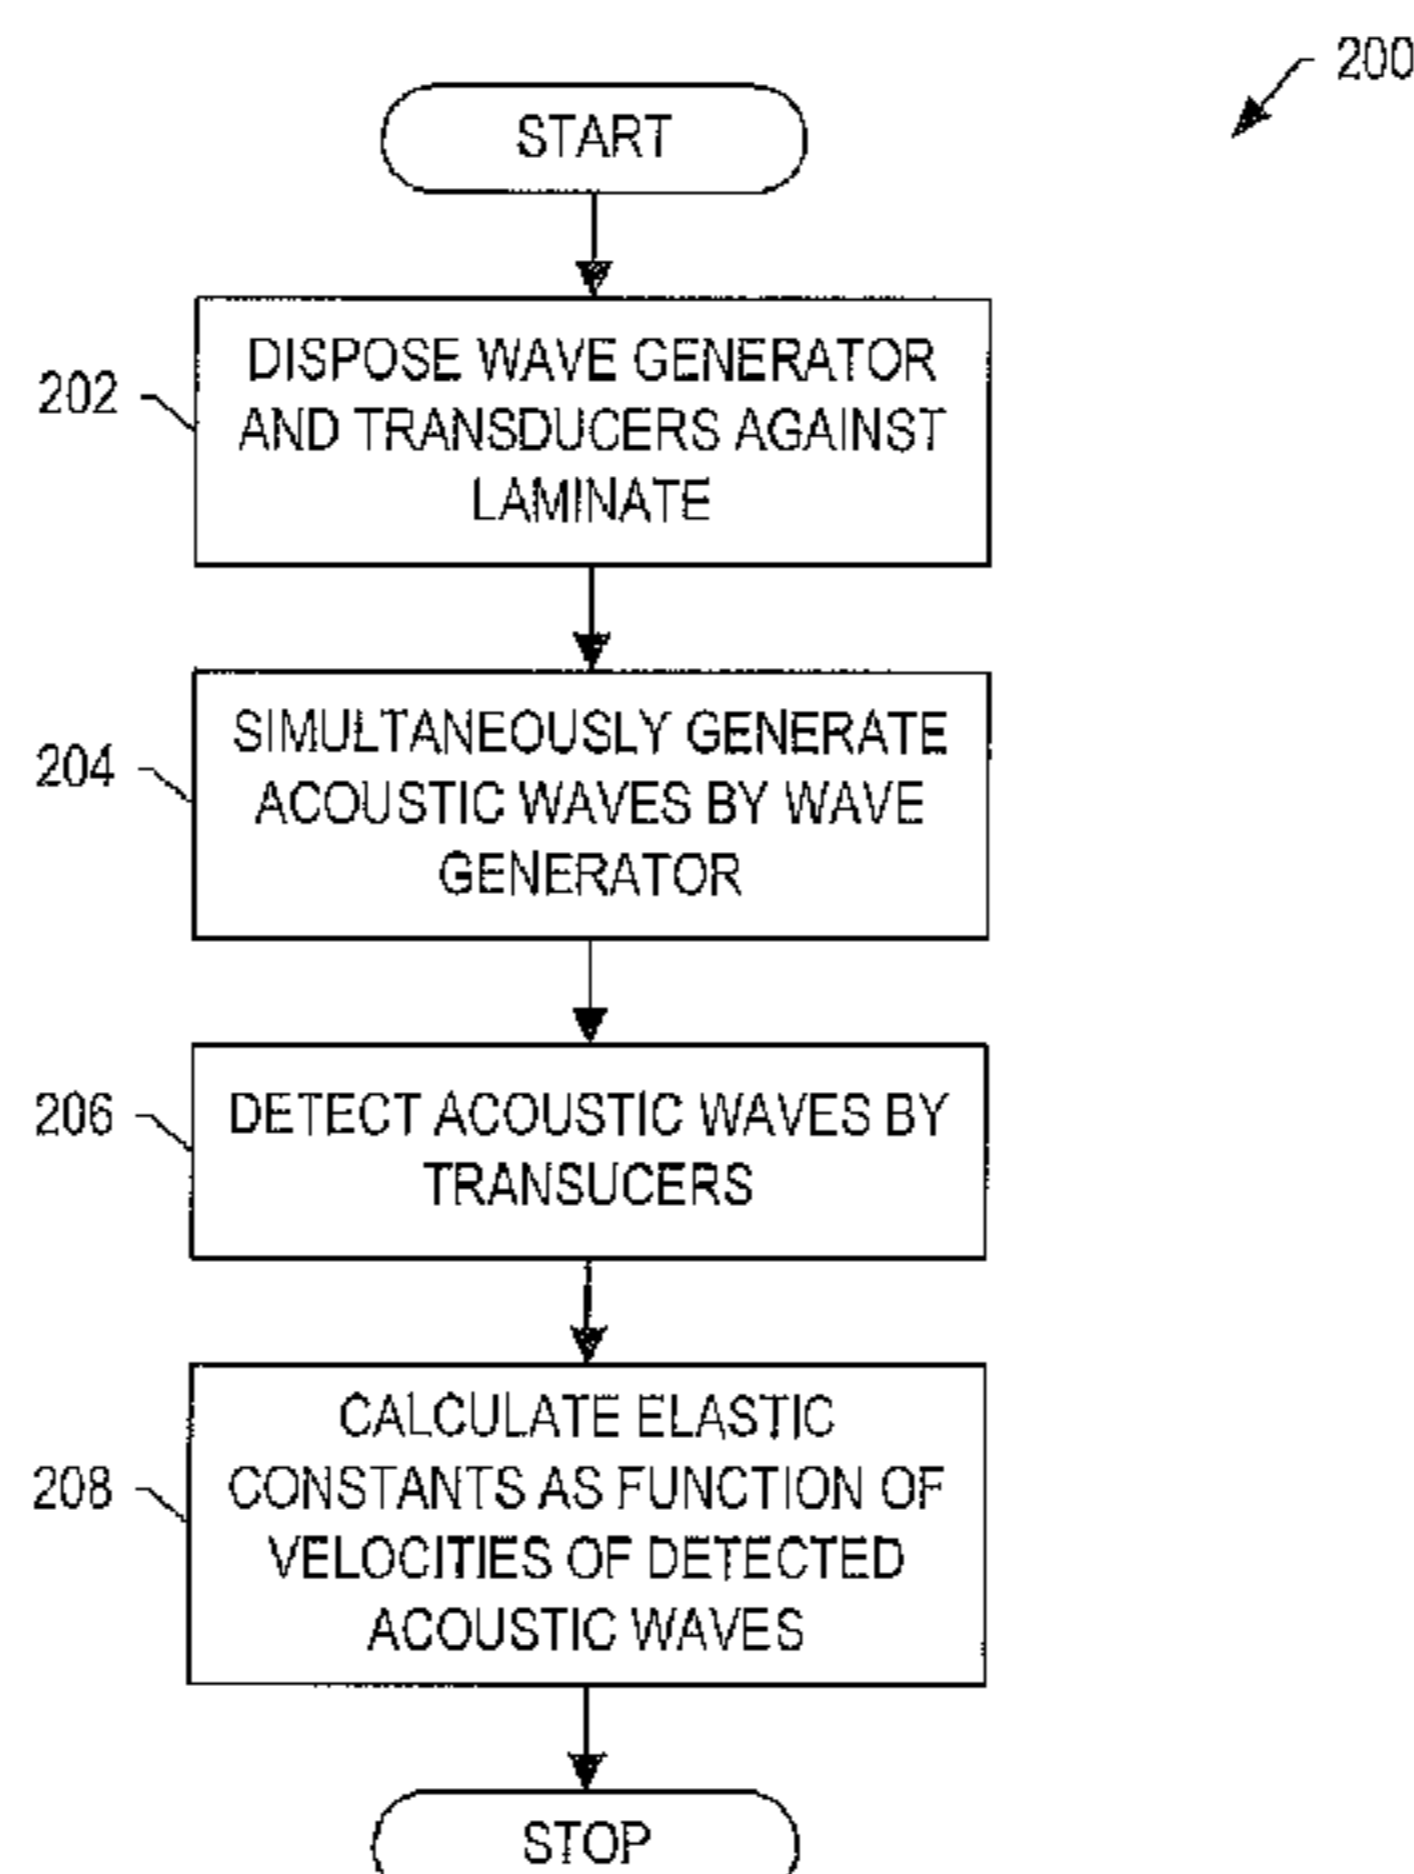 200
START
202
DISPOSE WAVE GENERATOR
AND TRANSDUCERS AGAINST
LAMINATE
204
SIMULTANEOUSLY GENERATE
ACOUSTIC WAVES BY WAVE
GENERATOR
206
DETECT ACOUSTIC WAVES BY
TRANSUCERS
208
CALCULATE ELASTIC
CONSTANTS AS FUNCTION OF
VELOCITIES OF DETECTED
ACOUSTIC WAVES
STOP